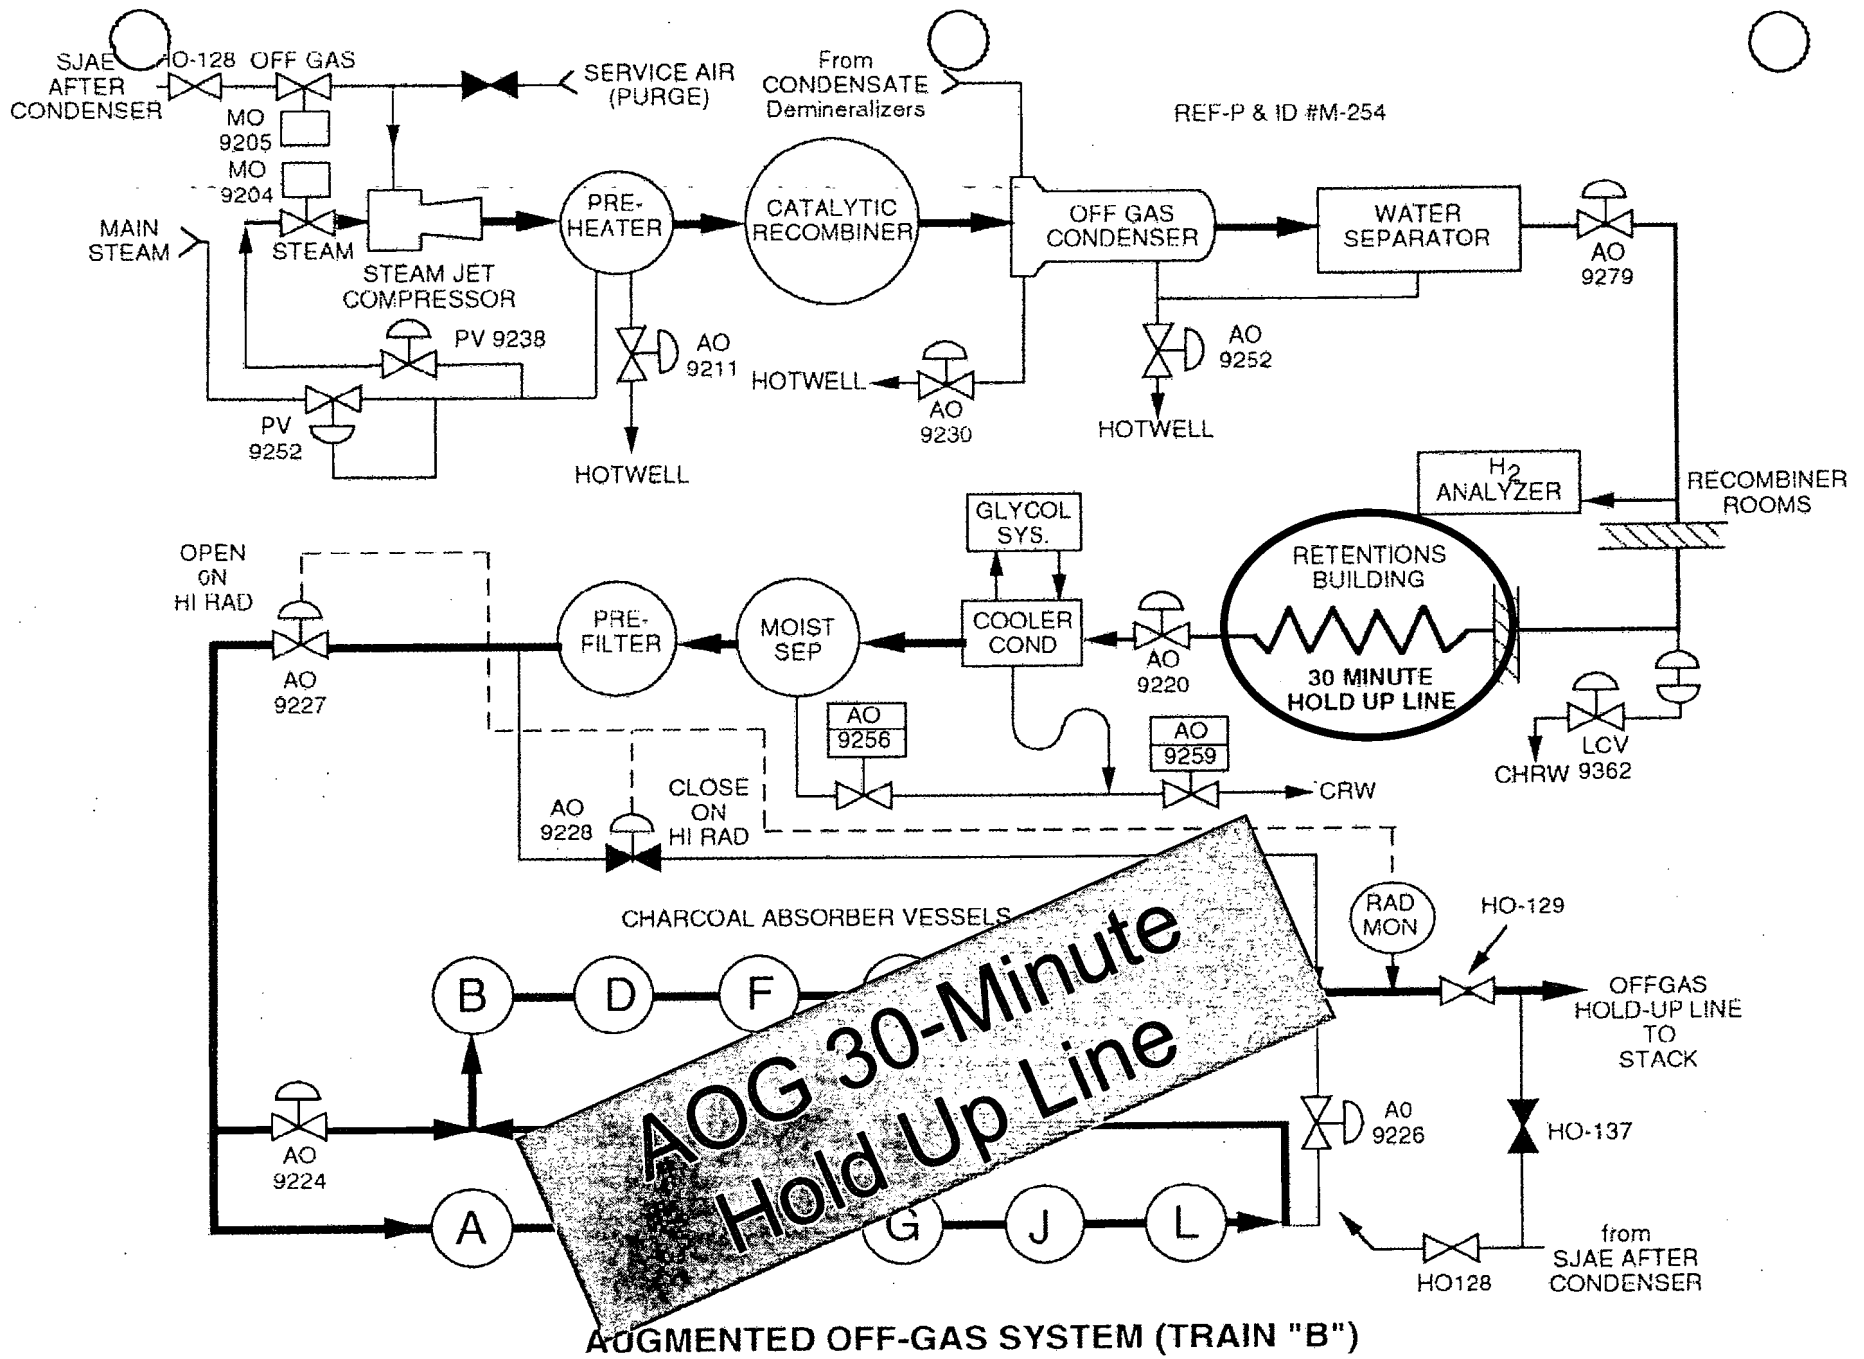 SJAE
AFTER
CONDENSER
HO-128
OFF GAS
MO
9205
MO
9204
SERVICE AIR
(PURGE)
From
CONDENSATE
Demineralizers
REF-P & ID #M-254
MAIN
STEAM
STEAM
STEAM JET
COMPRESSOR
PRE-
HEATER
CATALYTIC
RECOMBINER
OFF GAS
CONDENSER
WATER
SEPARATOR
AO
9279
PV 9238
PV
9252
AO
9211
HOTWELL
HOTWELL
AO
9230
AO
9252
HOTWELL
H2
ANALYZER
RECOMBINER
ROOMS
OPEN
ON
HI RAD
AO
9227
PRE-
FILTER
MOIST
SEP
GLYCOL
SYS.
COOLER
COND
AO
9220
RETENTIONS
BUILDING
30 MINUTE
HOLD UP LINE
LCV
9362
CHRW
AO
9256
AO
9259
CRW
AO
9228
CLOSE
ON
HI RAD
CHARCOAL ABSORBER VESSELS
RAD
MON
HO-129
OFFGAS
HOLD-UP LINE
TO
STACK
B
D
F
AOG 30-Minute
Hold Up Line
AO
9224
A
G
J
L
A0
9226
HO-137
HO128
from
SJAE AFTER
CONDENSER
AUGMENTED OFF-GAS SYSTEM (TRAIN "B")